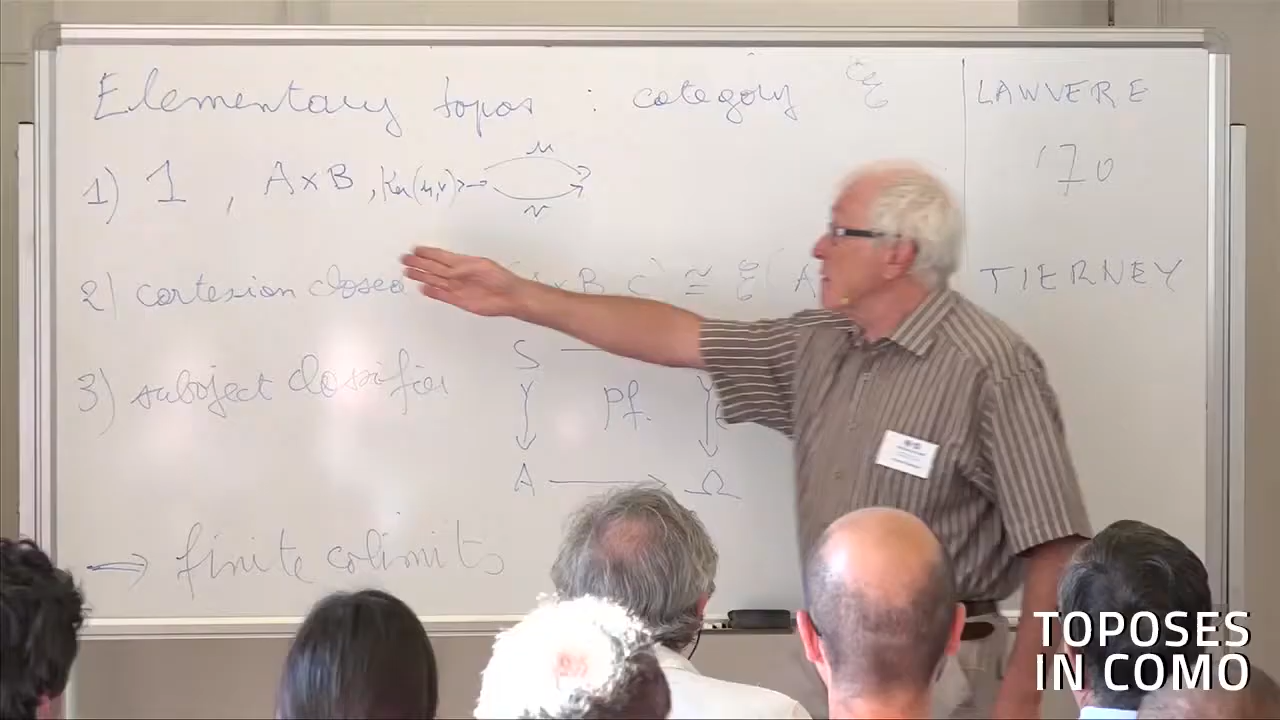 Elementary topos : category ℰ
LAWVERE
1) 1 , A×B , Ker(u,v) >→ u v
'70
2) cartesian closed ×B, C) ≅ ℰ( A
TIERNEY
3) suboject classifier S
pf.
A → Ω
⇒ finite colimits
TOPOSES
IN COMO